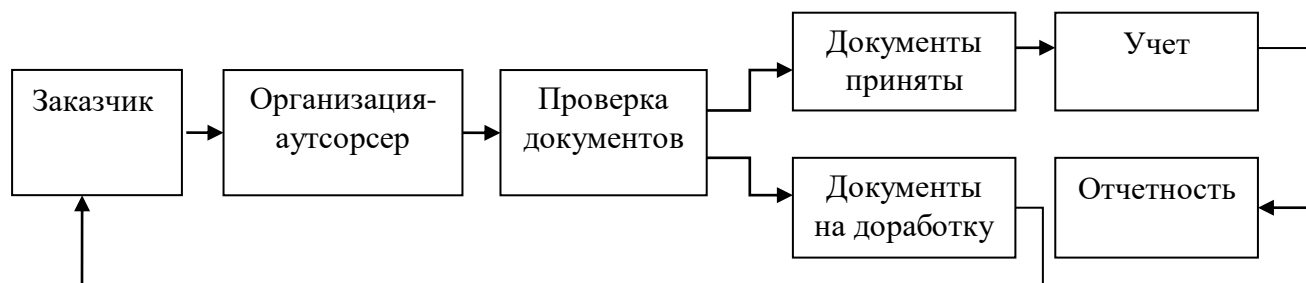 Заказчик
Организация-
аутсорсер
Проверка
документов
Документы
приняты
Учет
Документы
на доработку
Отчетность